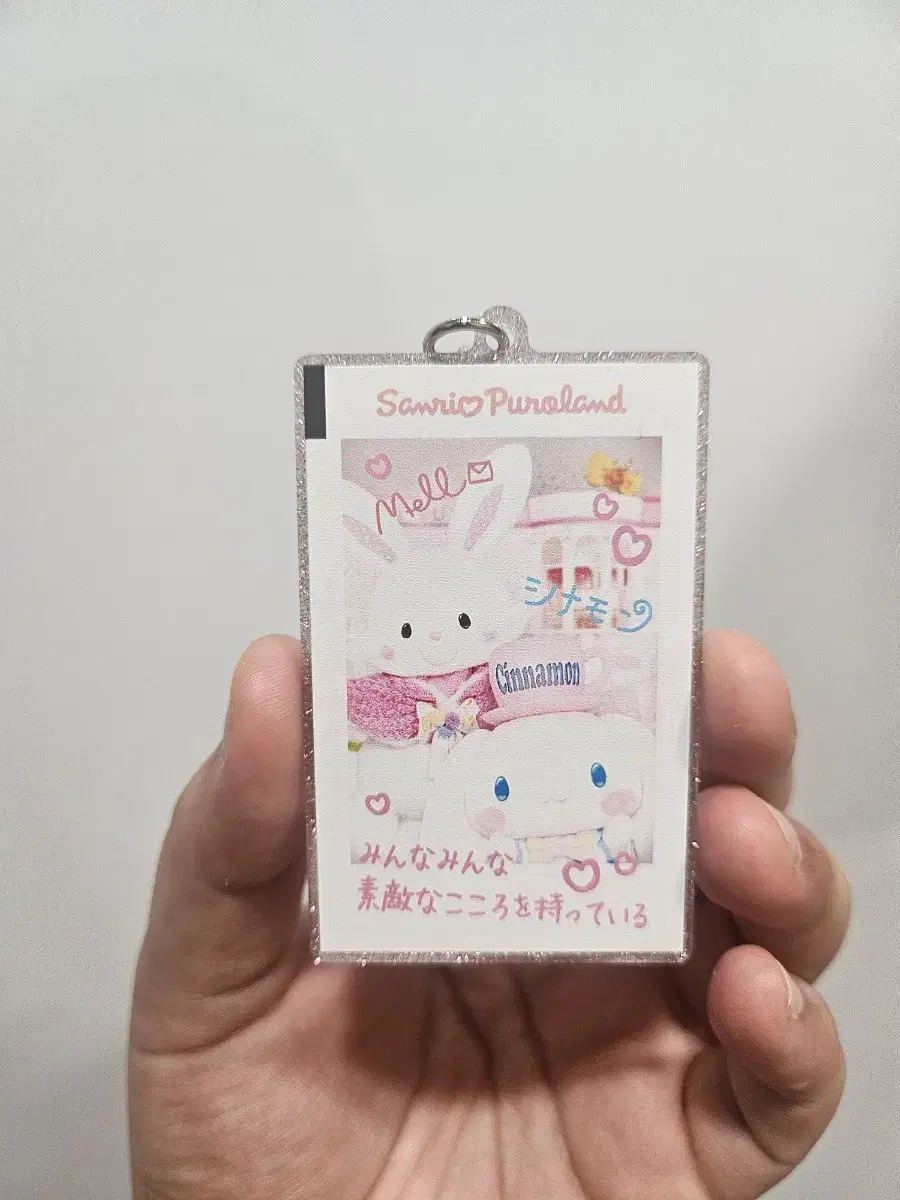 Sanrio Puroland
Mell
シナモン
Cinnamon
みんなみんな
素敵なこころを持っている